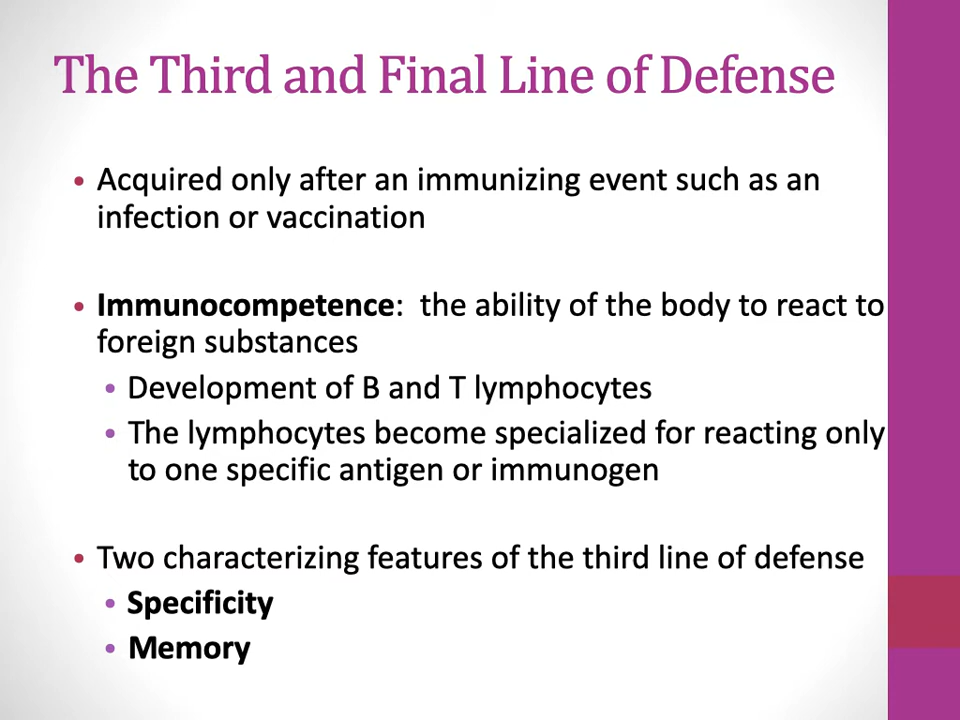 The Third and Final Line of Defense
• Acquired only after an immunizing event such as an
infection or vaccination
• Immunocompetence:  the ability of the body to react to
foreign substances
• Development of B and T lymphocytes
• The lymphocytes become specialized for reacting only
to one specific antigen or immunogen
• Two characterizing features of the third line of defense
• Specificity
• Memory